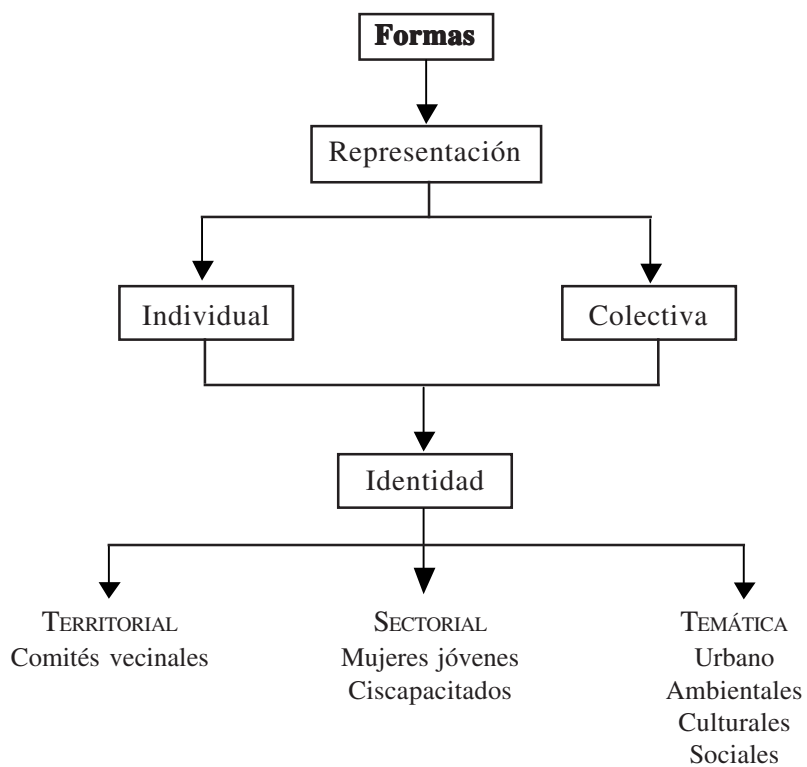 Formas
Representación
Individual
Colectiva
Identidad
TERRITORIAL
Comités vecinales
SECTORIAL
Mujeres jóvenes
Ciscapacitados
TEMÁTICA
Urbano
Ambientales
Culturales
Sociales